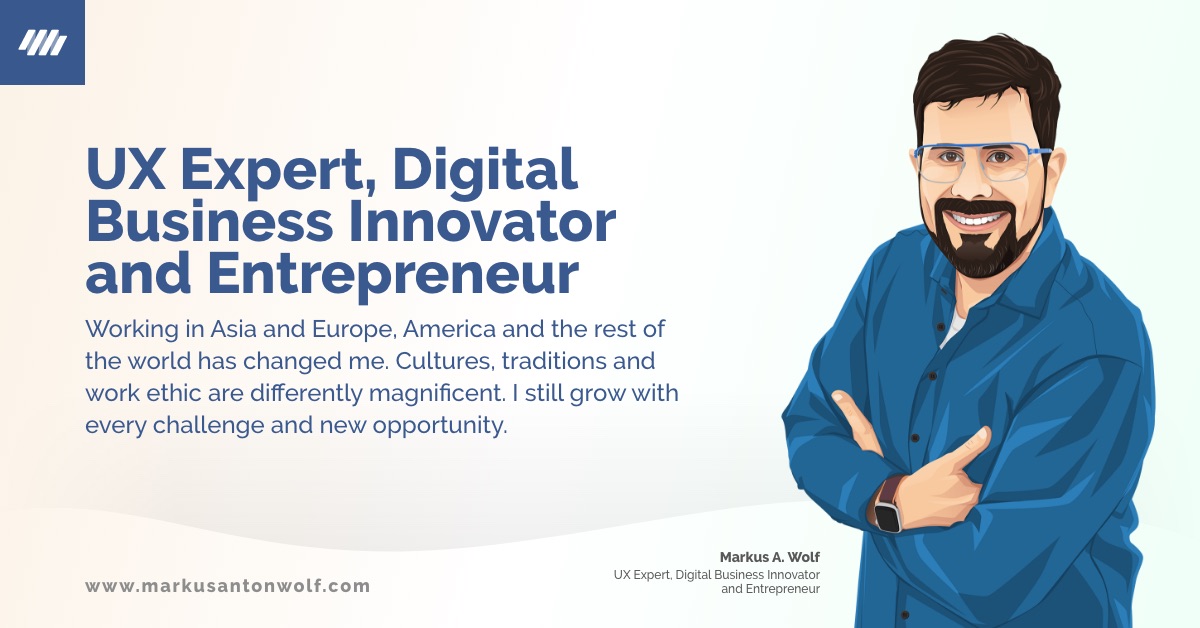 UX Expert, Digital
Business Innovator
and Entrepreneur
Working in Asia and Europe, America and the rest of
the world has changed me. Cultures, traditions and
work ethic are differently magnificent. I still grow with
every challenge and new opportunity.
Markus A. Wolf
UX Expert, Digital Business Innovator
and Entrepreneur
www.markusantonwolf.com